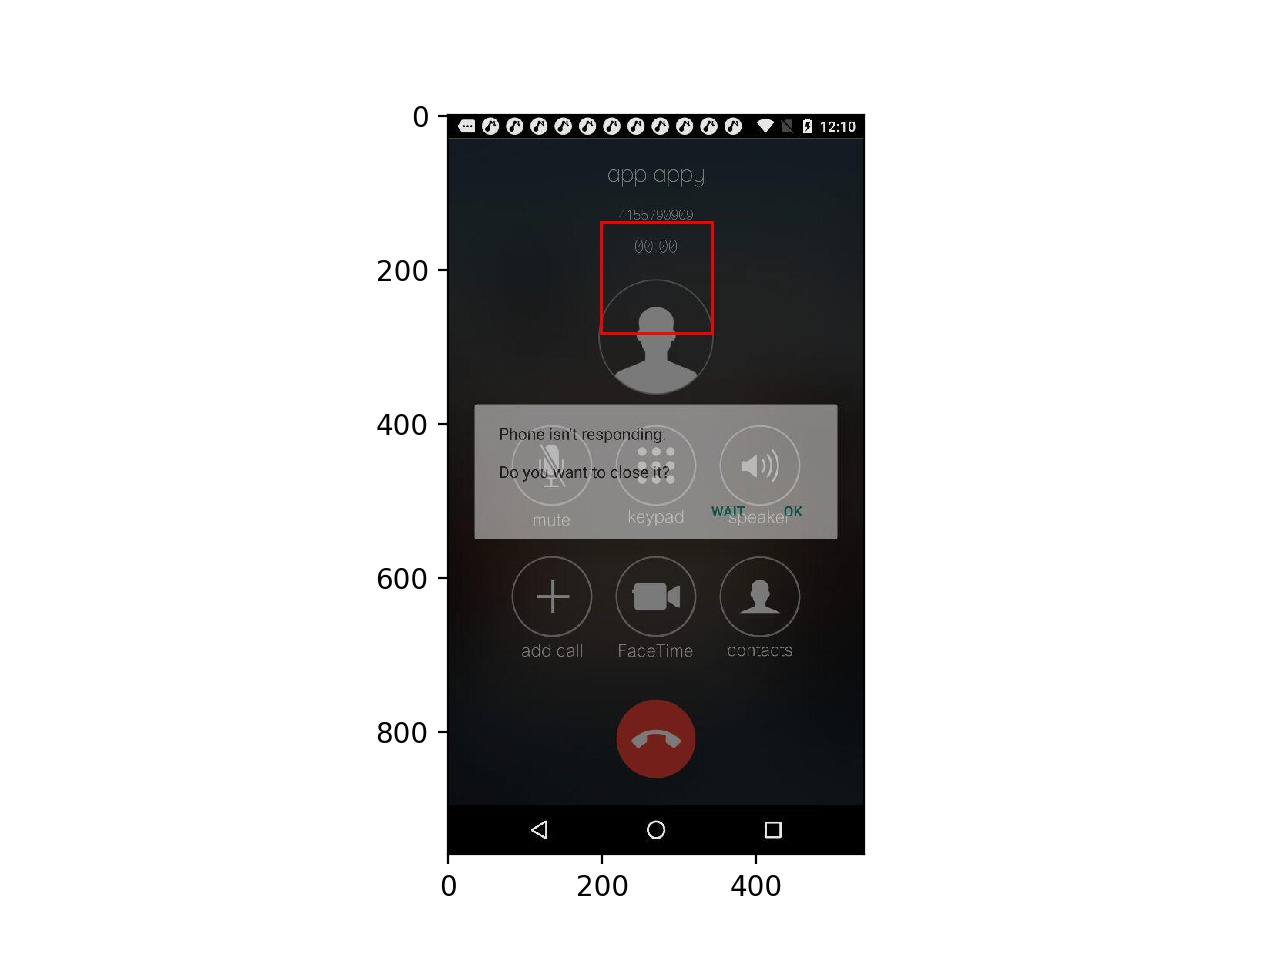 12:10
app appy
4155790909
00:00
Phone isn't responding.
Do you want to close it?
WAIT OK
mute keypad speaker
add call FaceTime contacts
0
200
400
600
800
0 200 400